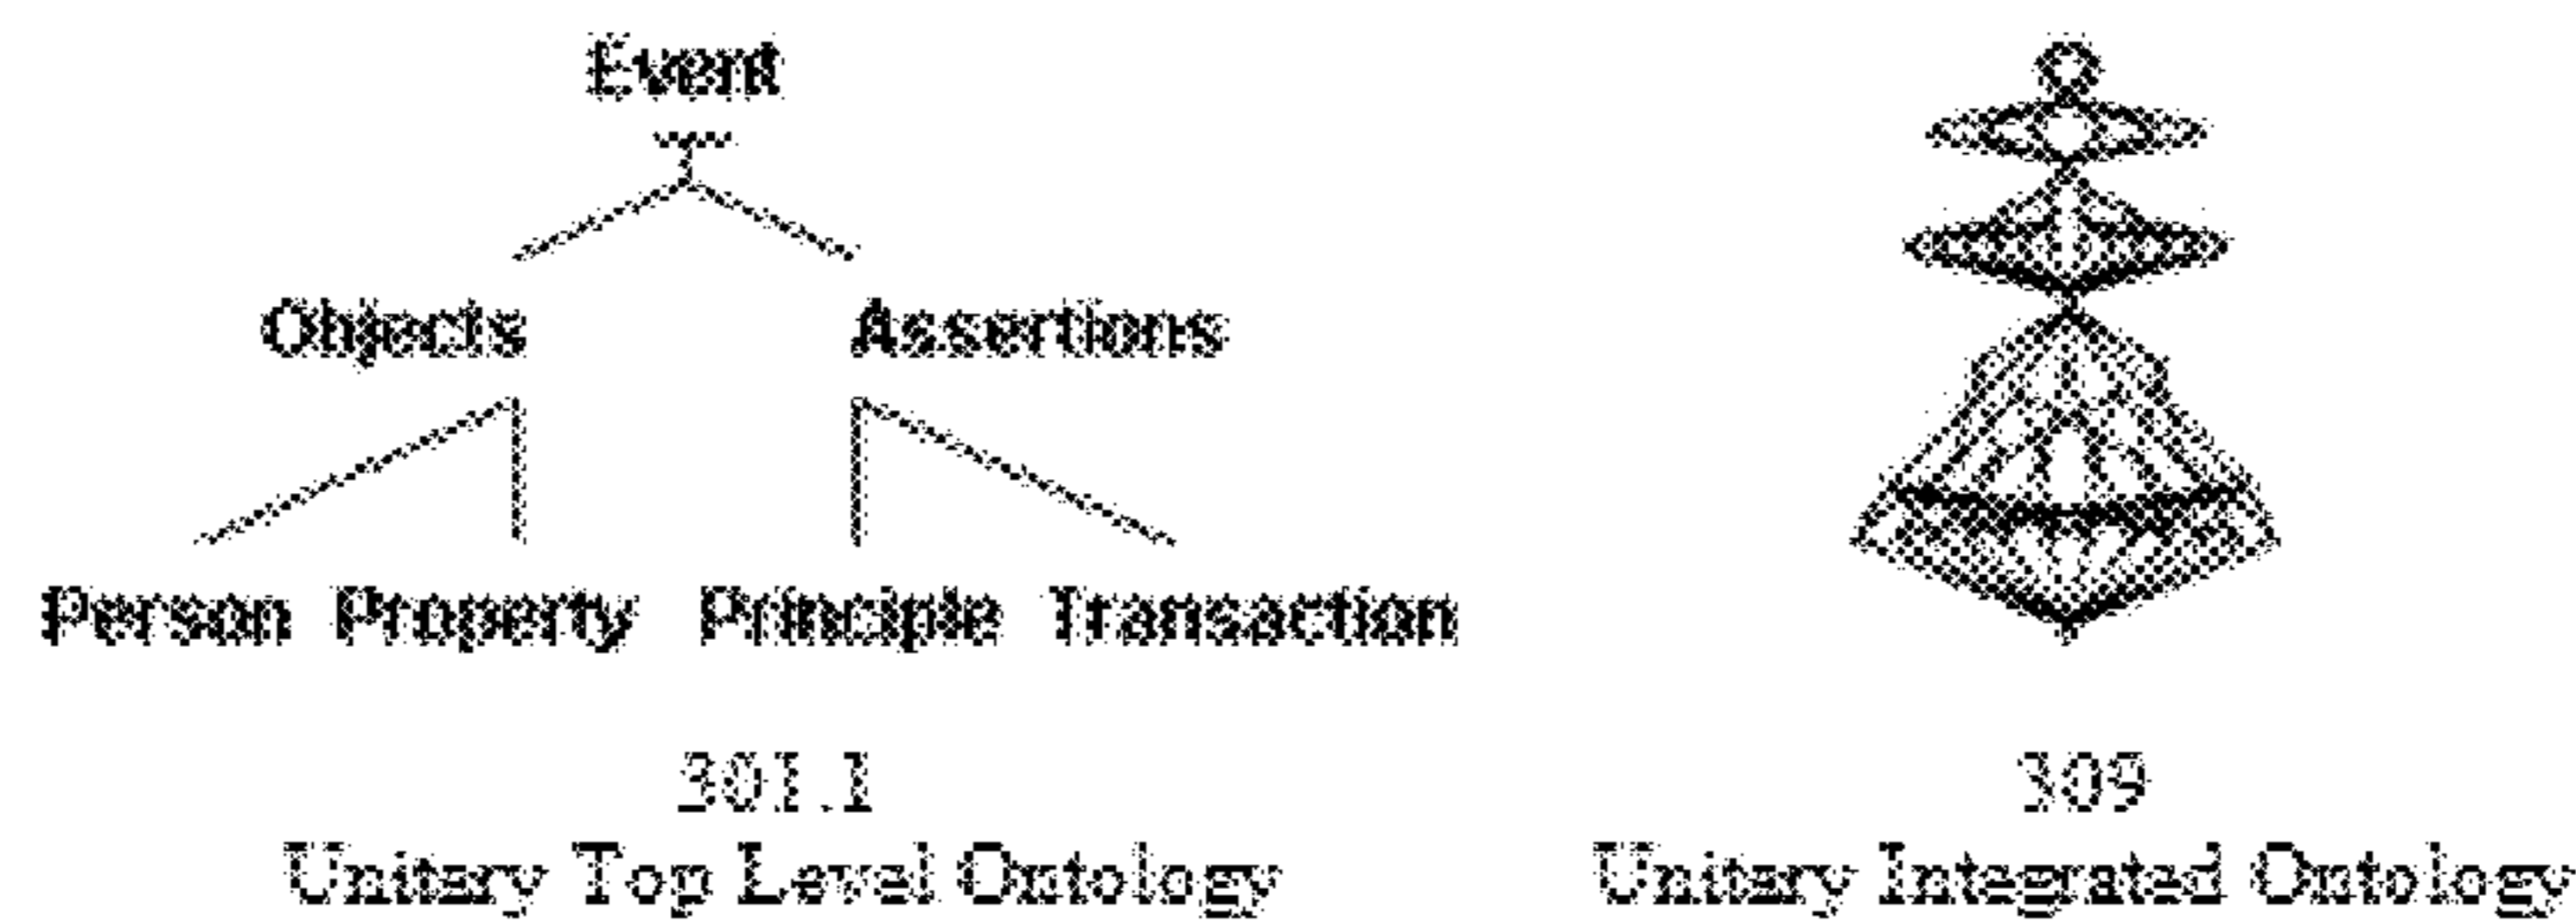 Event
Objects Assertions
Person Property Principle Transaction
301.1
Unitary Top Level Ontology
309
Unitary Integrated Ontology